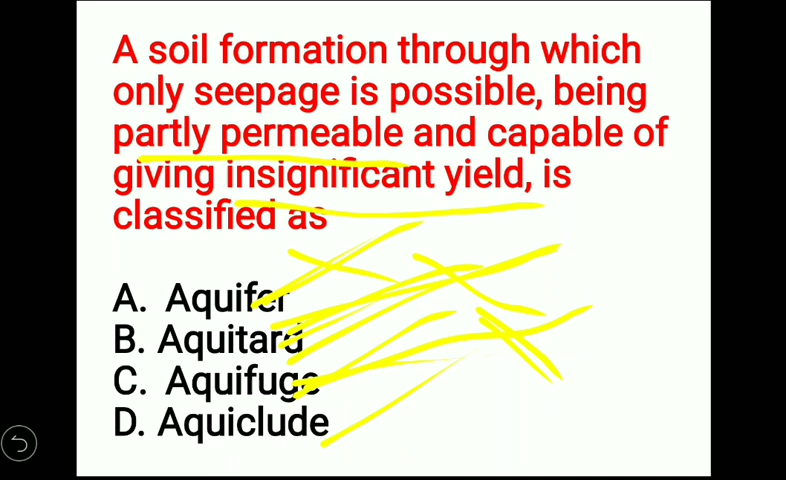 A soil formation through which
only seepage is possible, being
partly permeable and capable of
giving insignificant yield, is
classified as
A. Aquifer
B. Aquitard
C. Aquifuge
D. Aquiclude